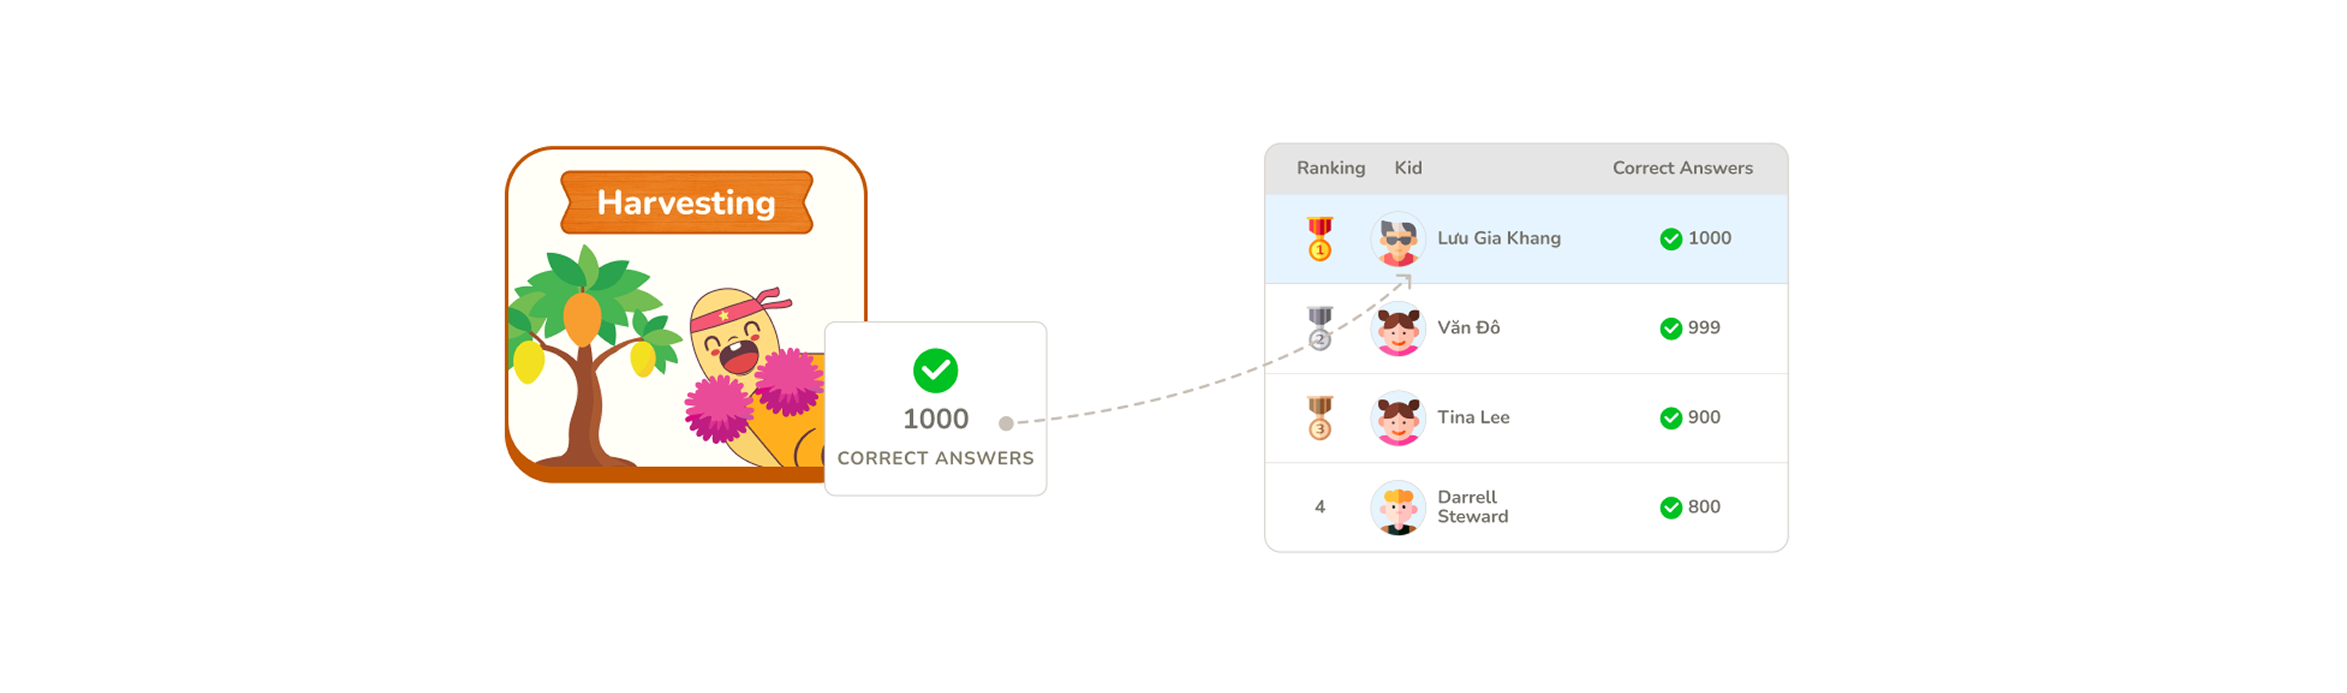 Harvesting
1000
CORRECT ANSWERS
Ranking Kid Correct Answers
1 Lưu Gia Khang 1000
2 Văn Đô 999
3 Tina Lee 900
4 Darrell
Steward 800